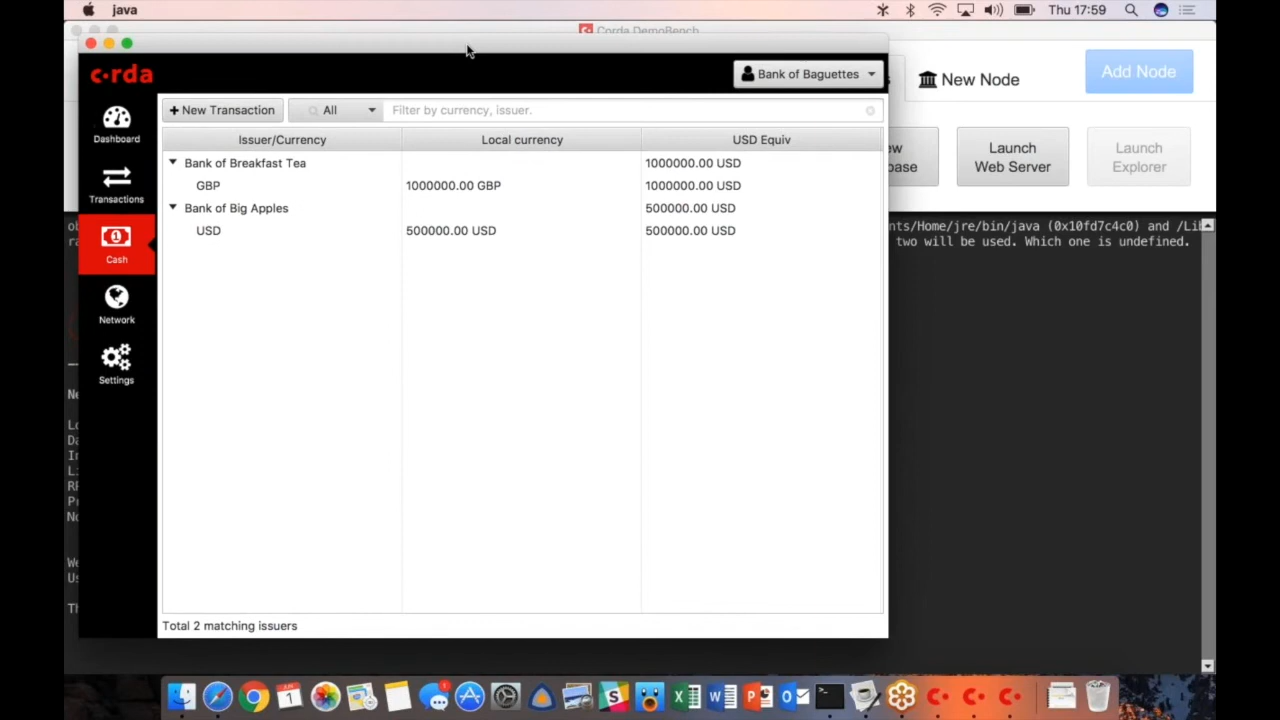 java
Thu 17:59
Corda DemoBench
c·rda
Bank of Baguettes
New Node
Add Node
Dashboard
Transactions
Cash
Network
Settings
+ New Transaction
All
Filter by currency, issuer.
Issuer/Currency
Local currency
USD Equiv
Bank of Breakfast Tea
1000000.00 USD
GBP
1000000.00 GBP
1000000.00 USD
Bank of Big Apples
500000.00 USD
USD
500000.00 USD
500000.00 USD
Total 2 matching issuers
Launch
Web Server
Launch
Explorer
nts/Home/jre/bin/java (0x10fd7c4c0) and /Lib
two will be used. Which one is undefined.